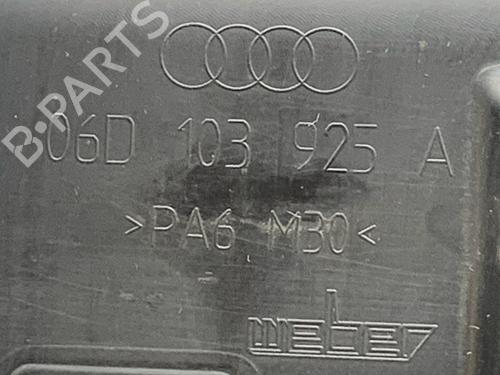 B-PARTS
06D 103 925 A
>PA6 M30<
weber